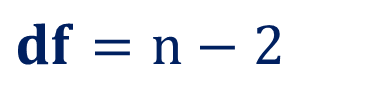 df = n − 2